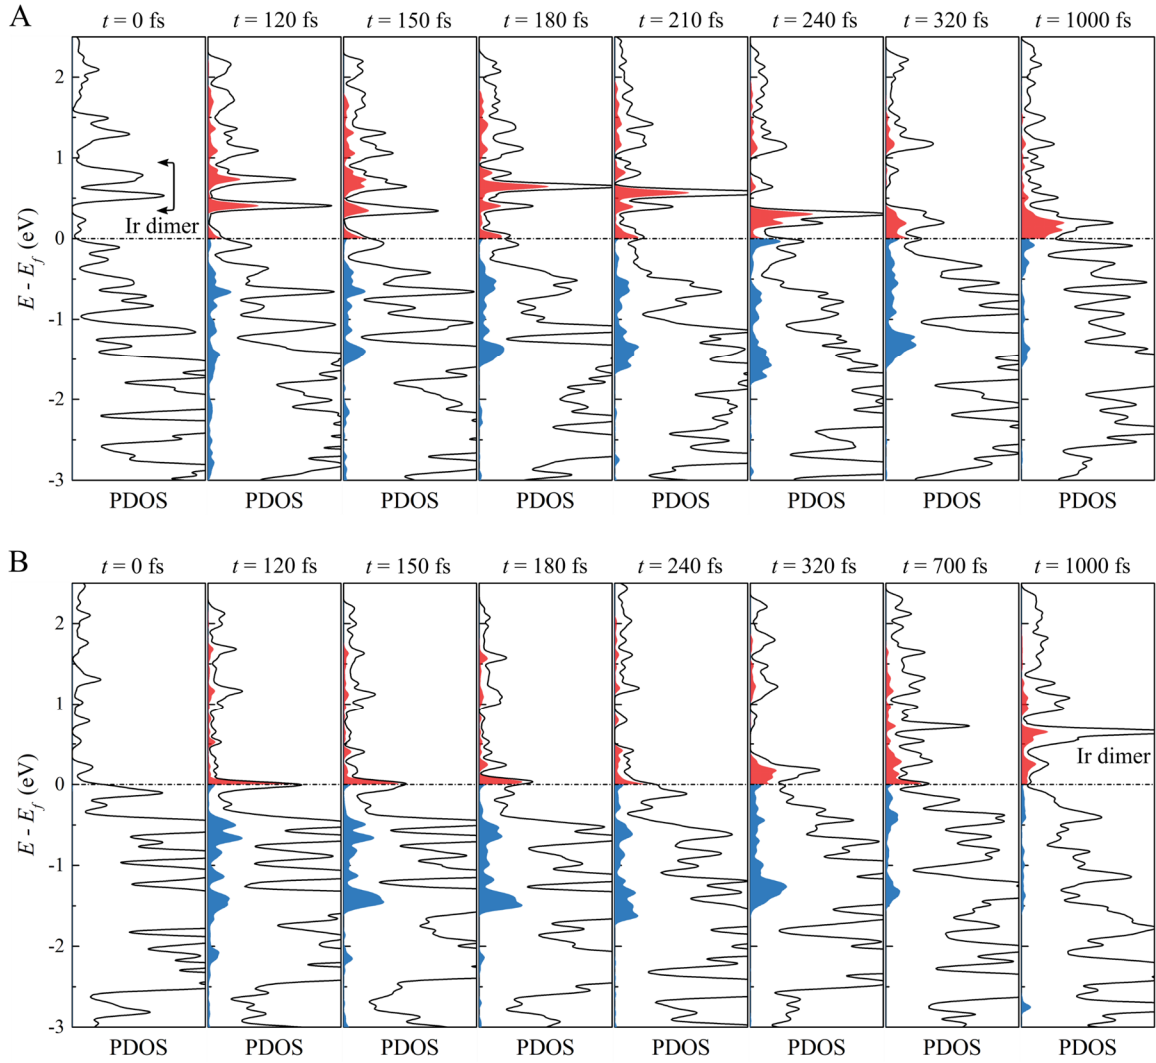 A
t = 0 fs
t = 120 fs
t = 150 fs
t = 180 fs
t = 210 fs
t = 240 fs
t = 320 fs
t = 1000 fs
E - E_f (eV)
2
1
0
-1
-2
-3
Ir dimer
PDOS
PDOS
PDOS
PDOS
PDOS
PDOS
PDOS
PDOS
B
t = 0 fs
t = 120 fs
t = 150 fs
t = 180 fs
t = 240 fs
t = 320 fs
t = 700 fs
t = 1000 fs
E - E_f (eV)
2
1
0
-1
-2
-3
Ir dimer
PDOS
PDOS
PDOS
PDOS
PDOS
PDOS
PDOS
PDOS